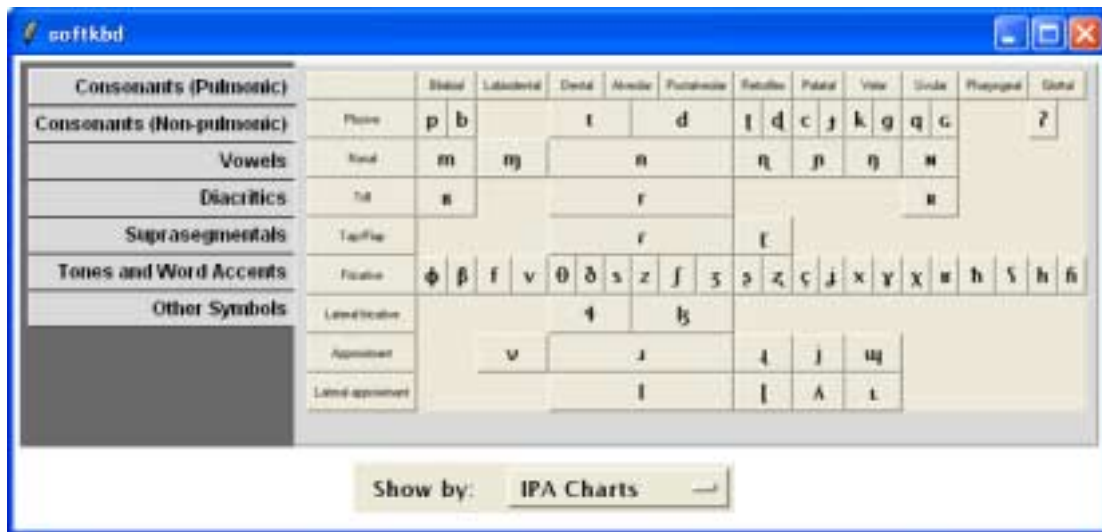 softkbd
Consonants (Pulmonic)
Consonants (Non-pulmonic)
Vowels
Diacritics
Suprasegmentals
Tones and Word Accents
Other Symbols
Bilabial Labiodental Dental Alveolar Postalveolar Retroflex Palatal Velar Uvular Pharyngeal Glottal
Plosive p b t d ʈ ɖ c ɟ k g q ɢ ʔ
Nasal m ɱ n ɳ ɲ ŋ ɴ
Trill ʙ r ʀ
Tap/Flap ɾ ɽ
Fricative ɸ β f v θ ð s z ʃ ʒ ʂ ʐ ç ʝ x ɣ χ ʁ ħ ʕ h ɦ
Lateral fricative ɬ ɮ
Approximant ʋ ɹ ɻ j ɰ
Lateral approximant l ɭ ʎ ʟ
Show by: IPA Charts